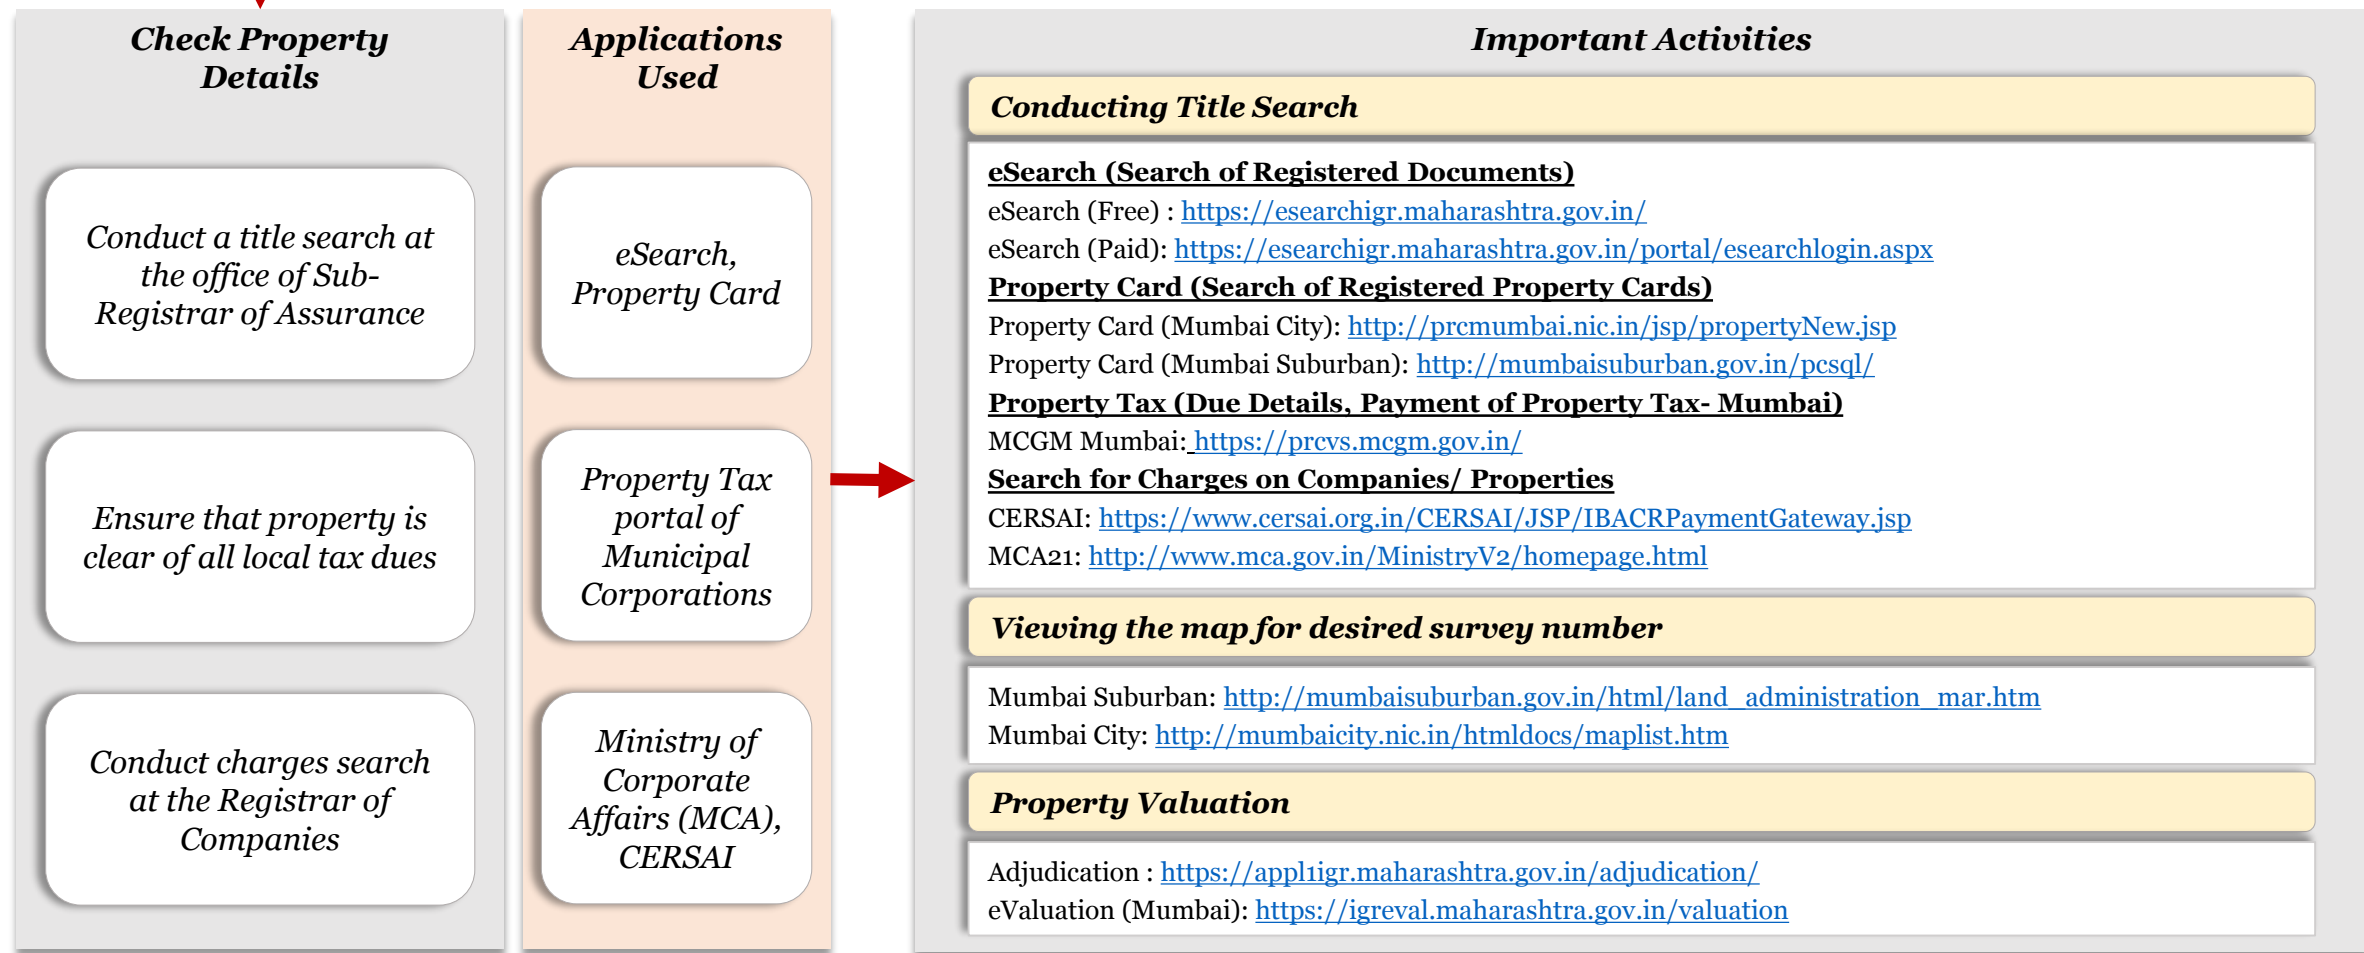 Check Property
Details
Conduct a title search at
the office of Sub-
Registrar of Assurance
Ensure that property is
clear of all local tax dues
Conduct charges search
at the Registrar of
Companies
Applications
Used
eSearch,
Property Card
Property Tax
portal of
Municipal
Corporations
Ministry of
Corporate
Affairs (MCA),
CERSAI
Important Activities
Conducting Title Search
eSearch (Search of Registered Documents)
eSearch (Free) : https://esearchigr.maharashtra.gov.in/
eSearch (Paid): https://esearchigr.maharashtra.gov.in/portal/esearchlogin.aspx
Property Card (Search of Registered Property Cards)
Property Card (Mumbai City): http://prcmumbai.nic.in/jsp/propertyNew.jsp
Property Card (Mumbai Suburban): http://mumbaisuburban.gov.in/pcsql/
Property Tax (Due Details, Payment of Property Tax- Mumbai)
MCGM Mumbai: https://prcvs.mcgm.gov.in/
Search for Charges on Companies/ Properties
CERSAI: https://www.cersai.org.in/CERSAI/JSP/IBACRPaymentGateway.jsp
MCA21: http://www.mca.gov.in/MinistryV2/homepage.html
Viewing the map for desired survey number
Mumbai Suburban: http://mumbaisuburban.gov.in/html/land_administration_mar.htm
Mumbai City: http://mumbaicity.nic.in/htmldocs/maplist.htm
Property Valuation
Adjudication : https://appl1igr.maharashtra.gov.in/adjudication/
eValuation (Mumbai): https://igreval.maharashtra.gov.in/valuation